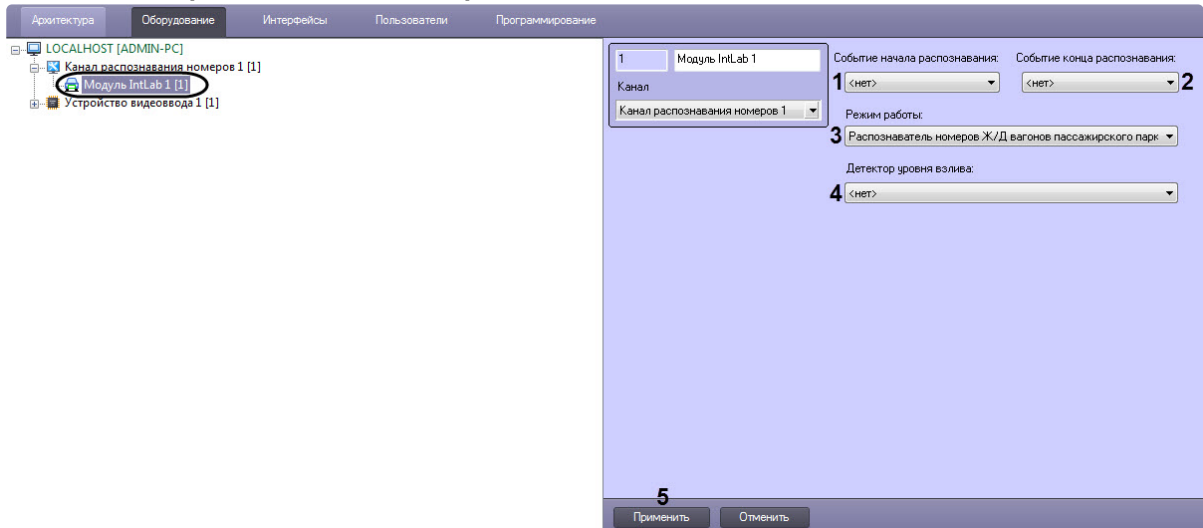 Архитектура Оборудование Интерфейсы Пользователи Программирование
LOCALHOST [ADMIN-PC]
Канал распознавания номеров 1 [1]
Модуль IntLab 1 [1]
Устройство видеоввода 1 [1]
1 Модуль IntLab 1
Канал
Канал распознавания номеров 1
Событие начала распознавания: Событие конца распознавания:
1 <нет> <нет> 2
Режим работы:
3 Распознаватель номеров Ж/Д вагонов пассажирского парк
Детектор уровня взлива:
4 <нет>
5
Применить Отменить